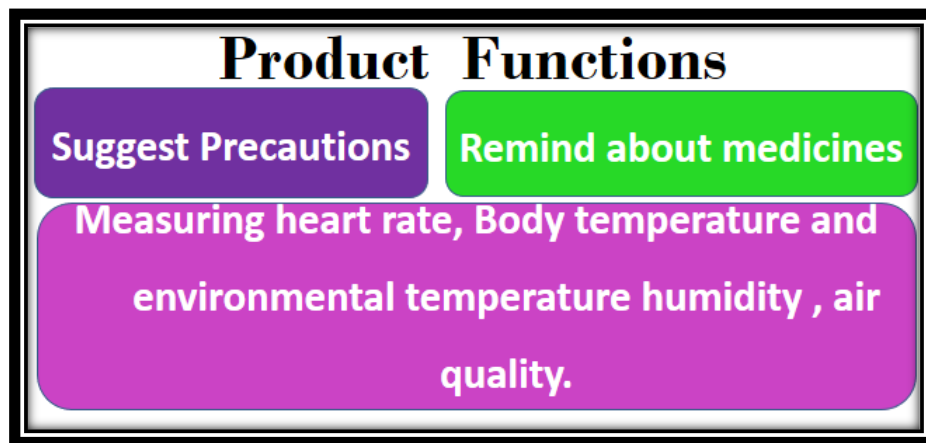 Product Functions
Suggest Precautions
Remind about medicines
Measuring heart rate, Body temperature and
environmental temperature humidity , air
quality.